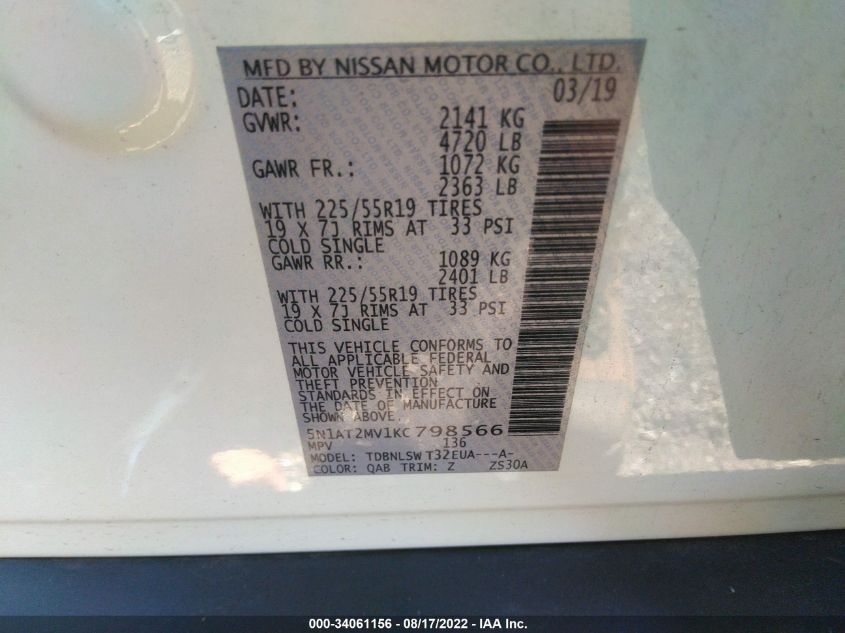 MFD BY NISSAN MOTOR CO., LTD.
DATE: 03/19
GVWR: 2141 KG
4720 LB
GAWR FR.: 1072 KG
2363 LB
WITH 225/55R19 TIRES
19 X 7J RIMS AT 33 PSI
COLD SINGLE
GAWR RR.: 1089 KG
2401 LB
WITH 225/55R19 TIRES
19 X 7J RIMS AT 33 PSI
COLD SINGLE
THIS VEHICLE CONFORMS TO
ALL APPLICABLE FEDERAL
MOTOR VEHICLE SAFETY AND
THEFT PREVENTION
STANDARDS IN EFFECT ON
THE DATE OF MANUFACTURE
SHOWN ABOVE.
5N1AT2MV1KC798566
MPV 136
MODEL: TDBNLSW T32EUA---A-
COLOR: QAB TRIM: Z ZS30A
000-34061156 - 08/17/2022 - IAA Inc.